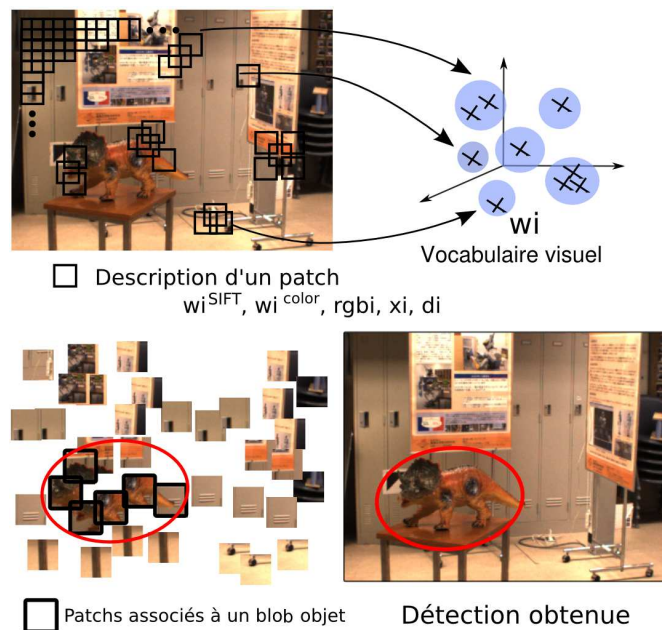 wi
Vocabulaire visuel
Description d'un patch
wi^SIFT, wi^color, rgbi, xi, di
Patchs associés à un blob objet
Détection obtenue